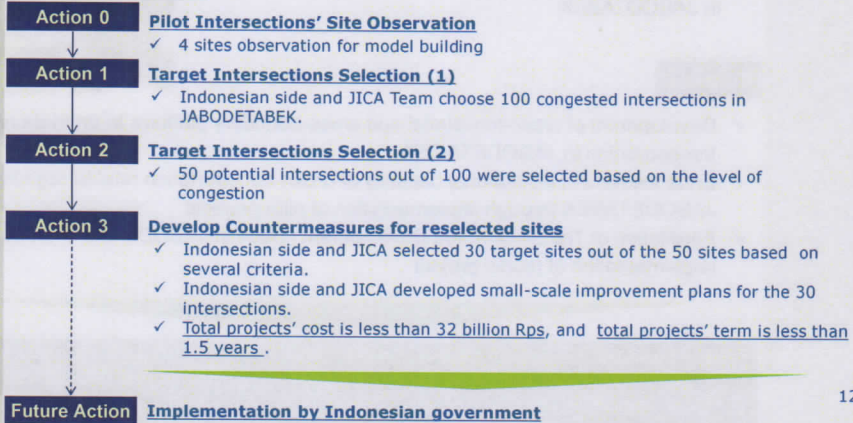 Action 0
Pilot Intersections' Site Observation
✓ 4 sites observation for model building
Action 1
Target Intersections Selection (1)
✓ Indonesian side and JICA Team choose 100 congested intersections in
JABODETABEK.
Action 2
Target Intersections Selection (2)
✓ 50 potential intersections out of 100 were selected based on the level of
congestion
Action 3
Develop Countermeasures for reselected sites
✓ Indonesian side and JICA selected 30 target sites out of the 50 sites based on
several criteria.
✓ Indonesian side and JICA developed small-scale improvement plans for the 30
intersections.
✓ Total projects' cost is less than 32 billion Rps, and total projects' term is less than
1.5 years .
12
Future Action
Implementation by Indonesian government